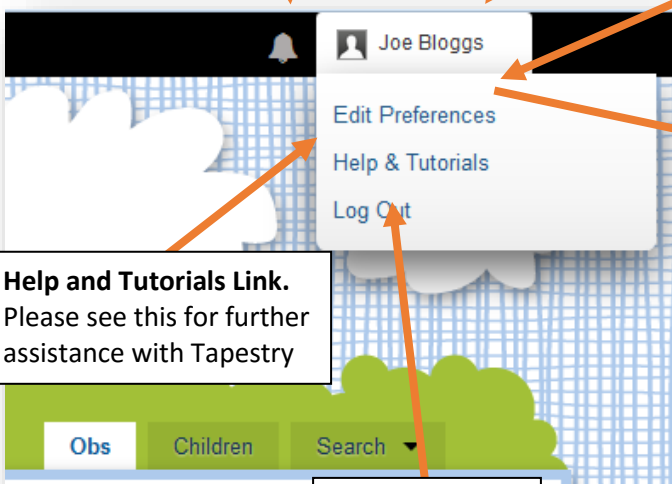 Joe Bloggs
Edit Preferences
Help & Tutorials
Log Out
Help and Tutorials Link.
Please see this for further
assistance with Tapestry
Obs Children Search